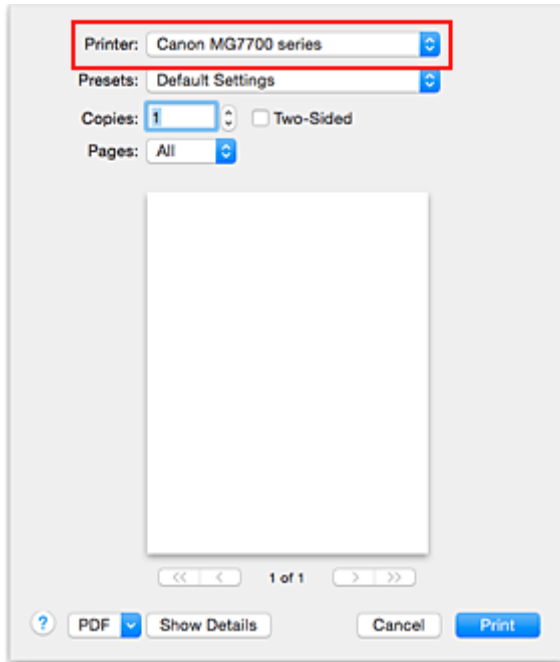 Printer: Canon MG7700 series
Presets: Default Settings
Copies: 1 Two-Sided
Pages: All
<< < 1 of 1 > >>
? PDF Show Details Cancel Print